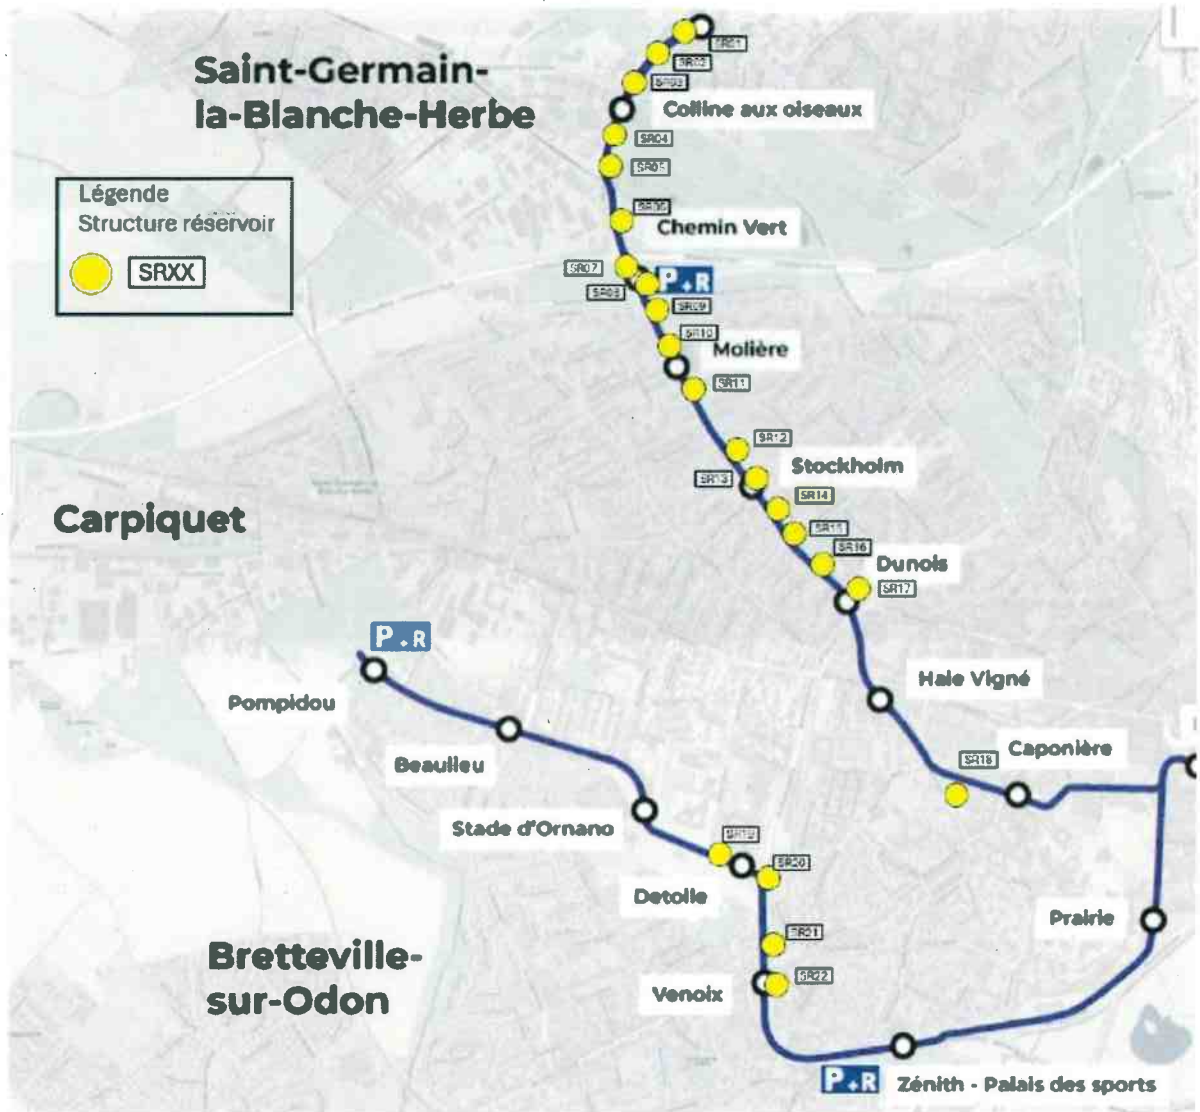 SR01
Saint-Germain-
la-Blanche-Herbe
SR02
SR03
Colline aux oiseaux
SR04
SR05
Légende
Structure réservoir
SRXX
SR06
Chemin Vert
SR07
P+R
SR08
SR09
SR10
Molière
SR11
SR12
Stockholm
SR13
SR14
Carpiquet
SR15
SR16
Dunois
SR17
P+R
Pompidou
Haie Vigné
Beaulieu
SR18
Caponière
Stade d'Ornano
SR19
SR20
Detolle
Prairie
SR21
Bretteville-
sur-Odon
SR22
Venoix
P+R
Zénith - Palais des sports